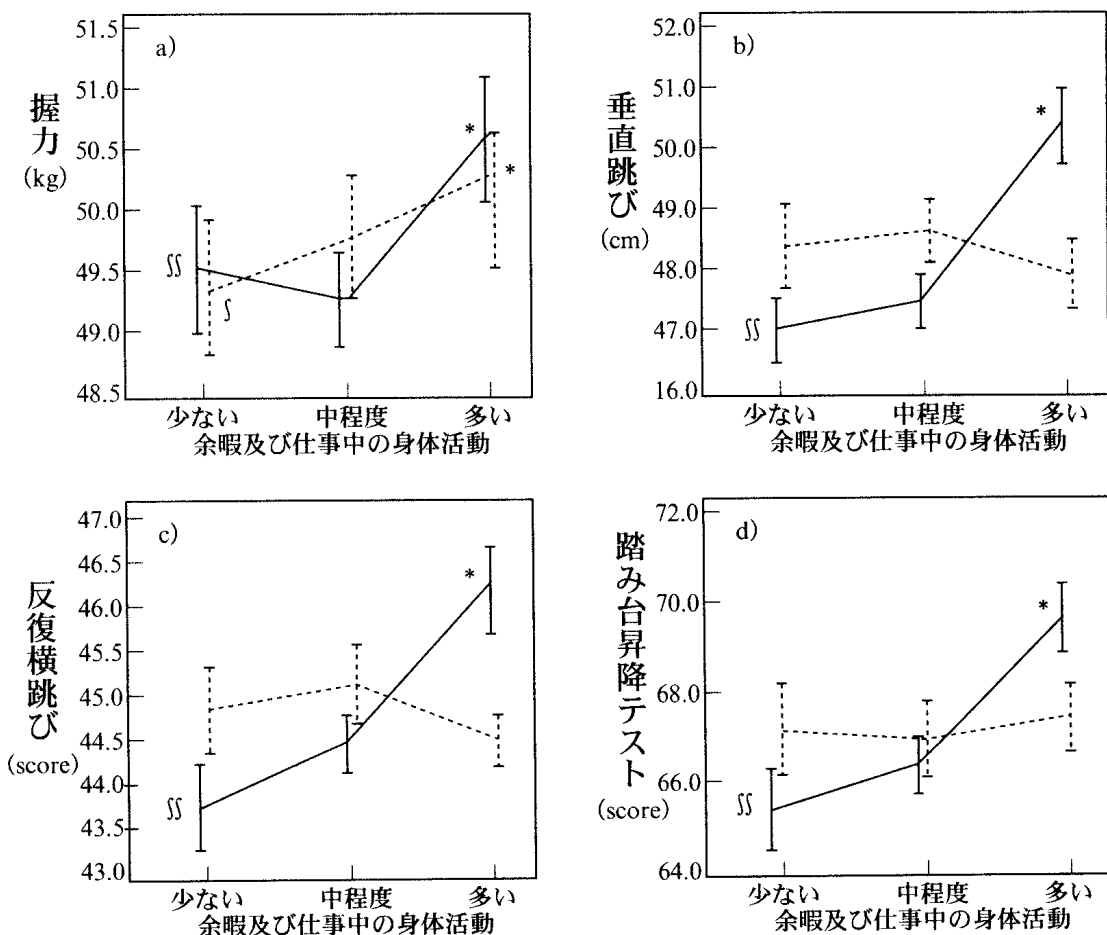 a)
握力
(kg)
51.5
51.0
50.5
50.0
49.5
49.0
48.5
*
*
∫∫
∫
少ない 中程度 多い
余暇及び仕事中の身体活動
b)
垂直跳び
(cm)
52.0
51.0
50.0
48.0
49.0
48.0
47.0
16.0
*
∫∫
少ない 中程度 多い
余暇及び仕事中の身体活動
c)
反復横跳び
(score)
47.0
46.5
46.0
45.5
45.0
44.5
44.0
43.5
43.0
*
∫∫
少ない 中程度 多い
余暇及び仕事中の身体活動
d)
踏み台昇降テスト
(score)
72.0
70.0
68.0
66.0
64.0
*
∫∫
少ない 中程度 多い
余暇及び仕事中の身体活動